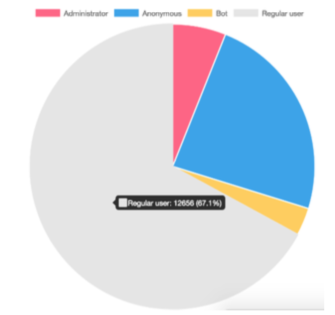 Administrator Anonymous Bot Regular user
Regular user: 12656 (67.1%)